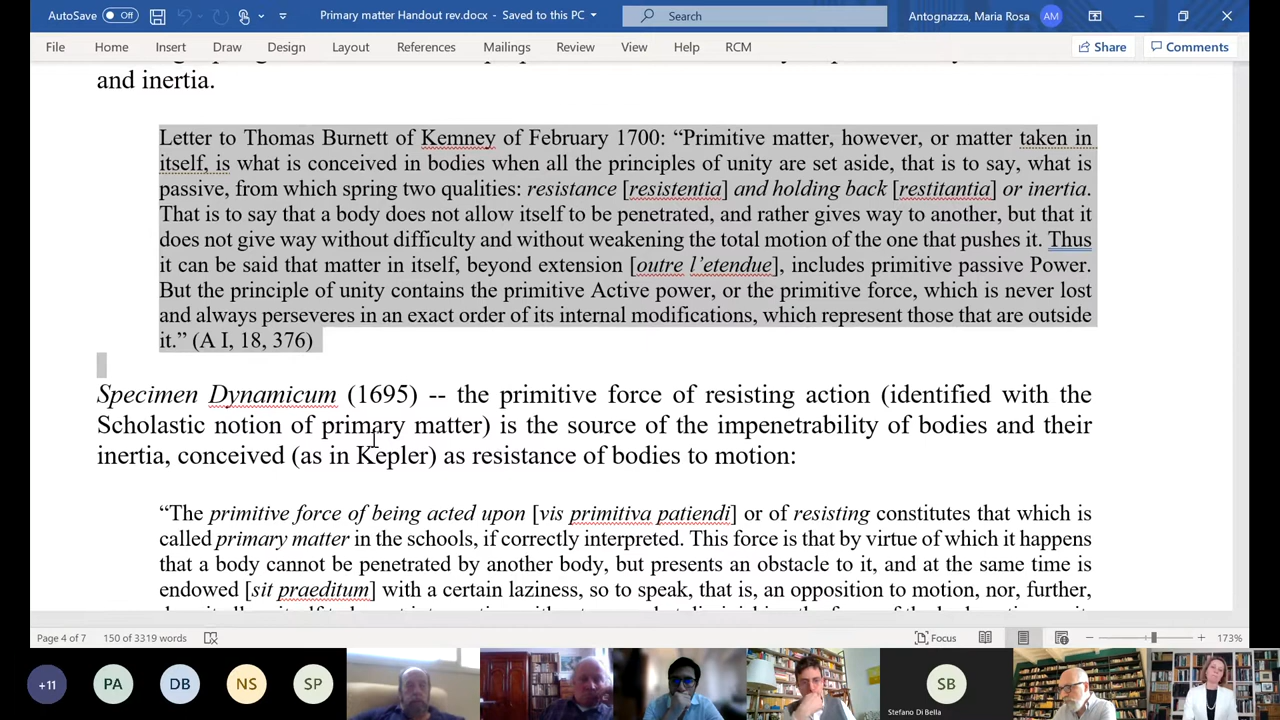 AutoSave Off Primary matter Handout rev.docx - Saved to this PC Search Antognazza, Maria Rosa AM
File Home Insert Draw Design Layout References Mailings Review View Help RCM Share Comments
and inertia.
Letter to Thomas Burnett of Kemney of February 1700: “Primitive matter, however, or matter taken in
itself, is what is conceived in bodies when all the principles of unity are set aside, that is to say, what is
passive, from which spring two qualities: resistance [resistentia] and holding back [restitantia] or inertia.
That is to say that a body does not allow itself to be penetrated, and rather gives way to another, but that it
does not give way without difficulty and without weakening the total motion of the one that pushes it. Thus
it can be said that matter in itself, beyond extension [outre l’etendue], includes primitive passive Power.
But the principle of unity contains the primitive Active power, or the primitive force, which is never lost
and always perseveres in an exact order of its internal modifications, which represent those that are outside
it.” (A I, 18, 376)
Specimen Dynamicum (1695) -- the primitive force of resisting action (identified with the
Scholastic notion of primary matter) is the source of the impenetrability of bodies and their
inertia, conceived (as in Kepler) as resistance of bodies to motion:
“The primitive force of being acted upon [vis primitiva patiendi] or of resisting constitutes that which is
called primary matter in the schools, if correctly interpreted. This force is that by virtue of which it happens
that a body cannot be penetrated by another body, but presents an obstacle to it, and at the same time is
endowed [sit praeditum] with a certain laziness, so to speak, that is, an opposition to motion, nor, further,
Page 4 of 7 150 of 3319 words Focus 173%
+11 PA DB NS SP SB
Stefano Di Bella